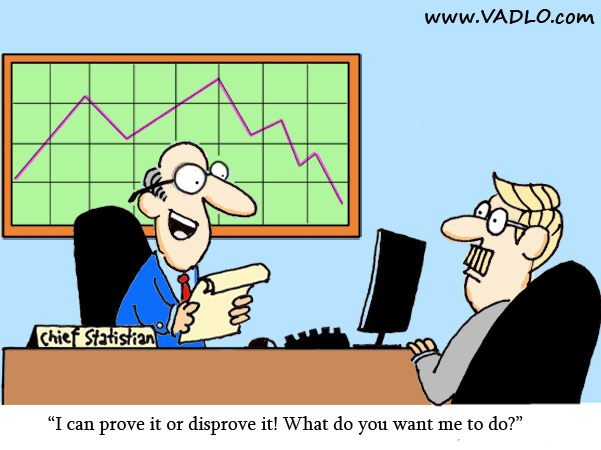 www.VADLO.com
Chief Statistian
“I can prove it or disprove it! What do you want me to do?”